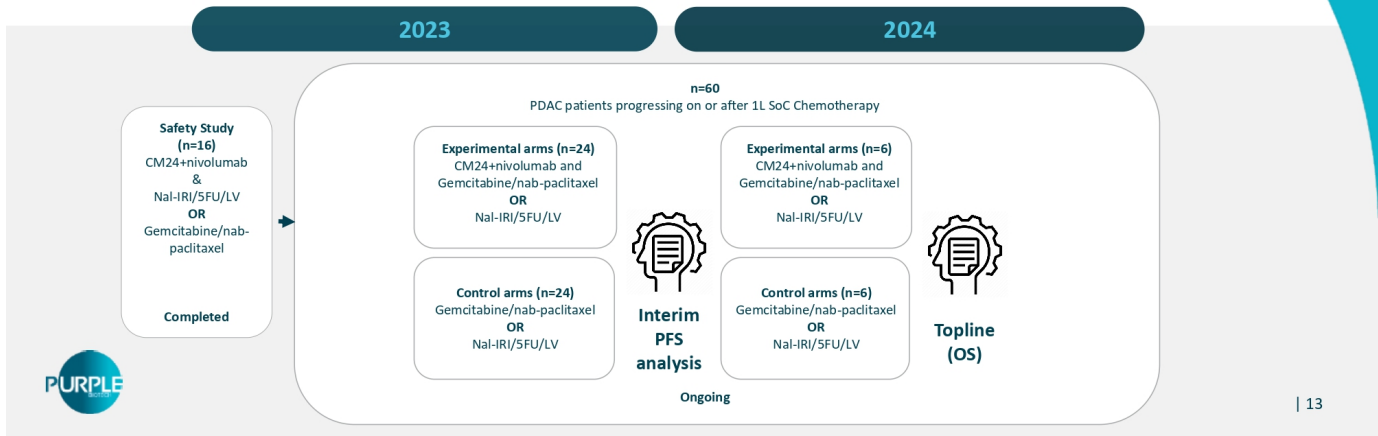 2023
2024
n=60
PDAC patients progressing on or after 1L SoC Chemotherapy
Safety Study
(n=16)
CM24+nivolumab
&
Nal-IRI/5FU/LV
OR
Gemcitabine/nab-
paclitaxel
Completed
Experimental arms (n=24)
CM24+nivolumab and
Gemcitabine/nab-paclitaxel
OR
Nal-IRI/5FU/LV
Control arms (n=24)
Gemcitabine/nab-paclitaxel
OR
Nal-IRI/5FU/LV
Interim
PFS
analysis
Experimental arms (n=6)
CM24+nivolumab and
Gemcitabine/nab-paclitaxel
OR
Nal-IRI/5FU/LV
Control arms (n=6)
Gemcitabine/nab-paclitaxel
OR
Nal-IRI/5FU/LV
Topline
(OS)
Ongoing
PURPLE
| 13